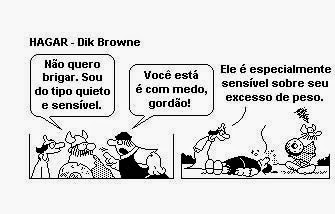 HAGAR - Dik Browne
Não quero
brigar. Sou
do tipo quieto
e sensível.
Você está
é com medo,
gordão!
Ele é especialmente
sensível sobre seu
excesso de peso.